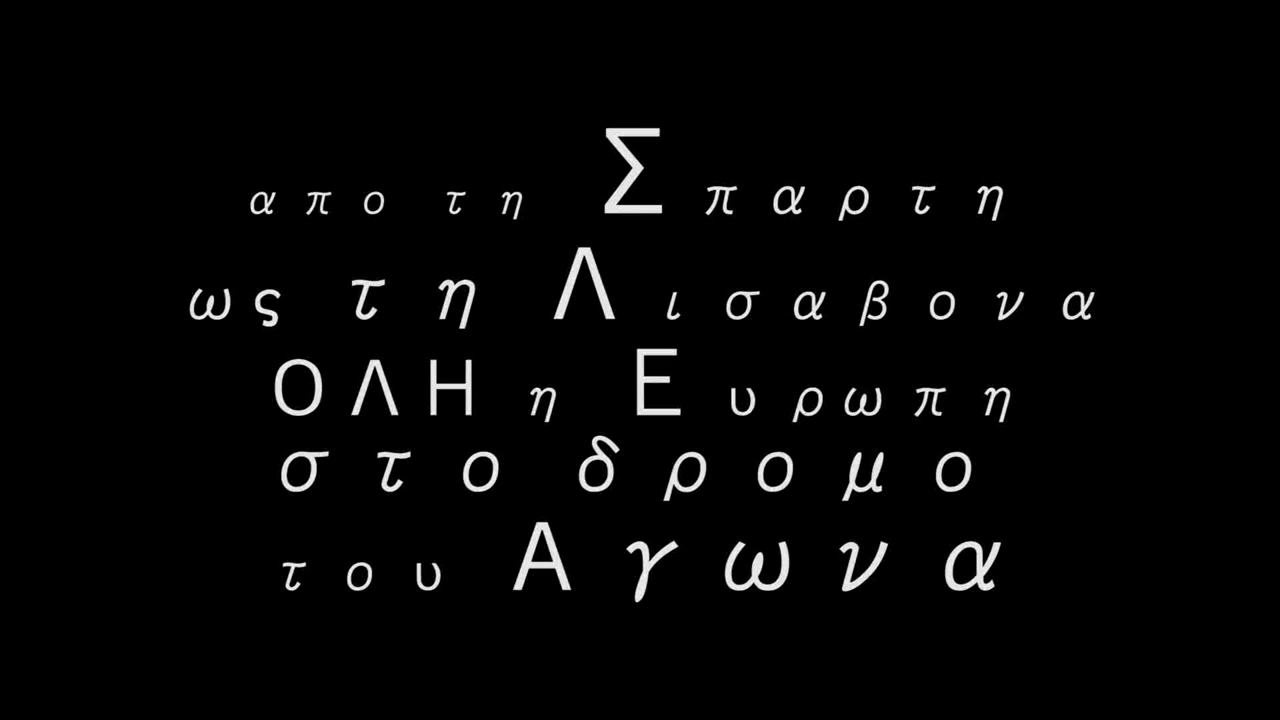 απο τη Σπαρτη
ως τη Λισαβονα
ΟΛΗ η Ευρωπη
στο δρομο
του Αγωνα